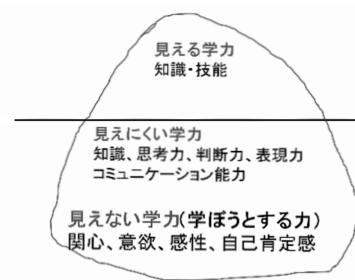 見える学力
知識・技能
見えにくい学力
知識、思考力、判断力、表現力
コミュニケーション能力
見えない学力(学ぼうとする力)
関心、意欲、感性、自己肯定感